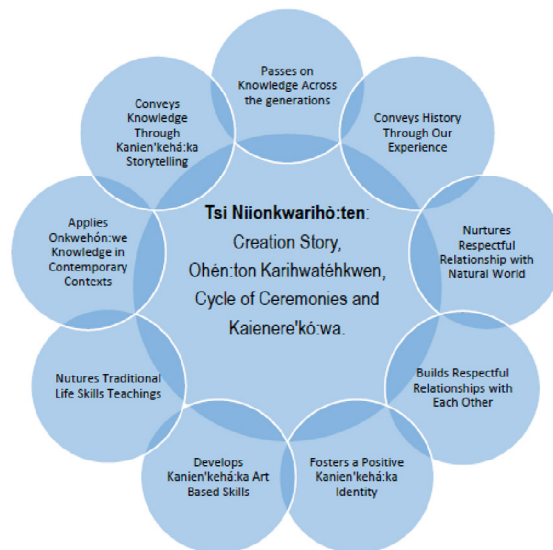 Passes on
Knowledge Across
the generations
Conveys History
Through Our
Experience
Nurtures
Respectful
Relationship with
Natural World
Builds Respectful
Relationships with
Each Other
Fosters a Positive
Kanien'kehá:ka
Identity
Develops
Kanien'kehá:ka Art
Based Skills
Nutures Traditional
Life Skills Teachings
Applies
Onkwehón:we
Knowledge in
Contemporary
Contexts
Conveys
Knowledge
Through
Kanien'kehá:ka
Storytelling
Tsi Niionkwarihò:ten:
Creation Story,
Ohén:ton Karihwatéhkwen,
Cycle of Ceremonies and
Kaienere'kó:wa.